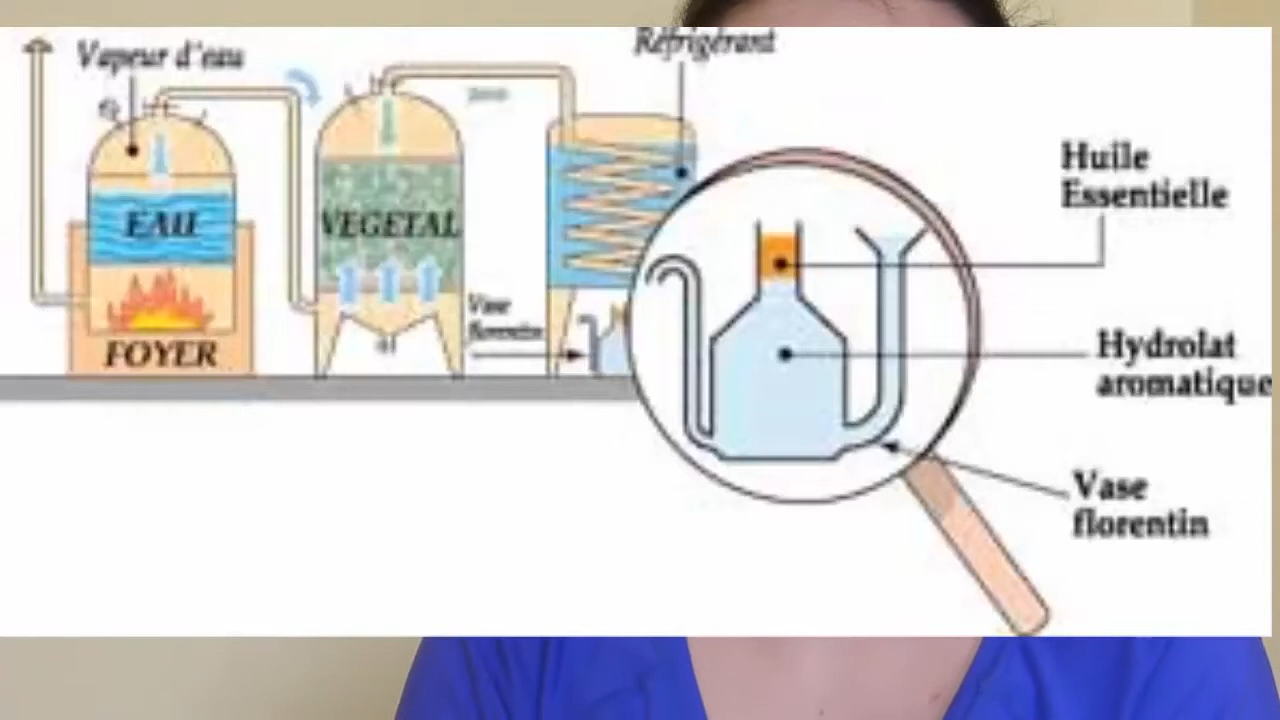 Vapeur d'eau
Réfrigérant
EAU
VEGETAL
FOYER
Vase
florentin
Huile
Essentielle
Hydrolat
aromatique
Vase
florentin